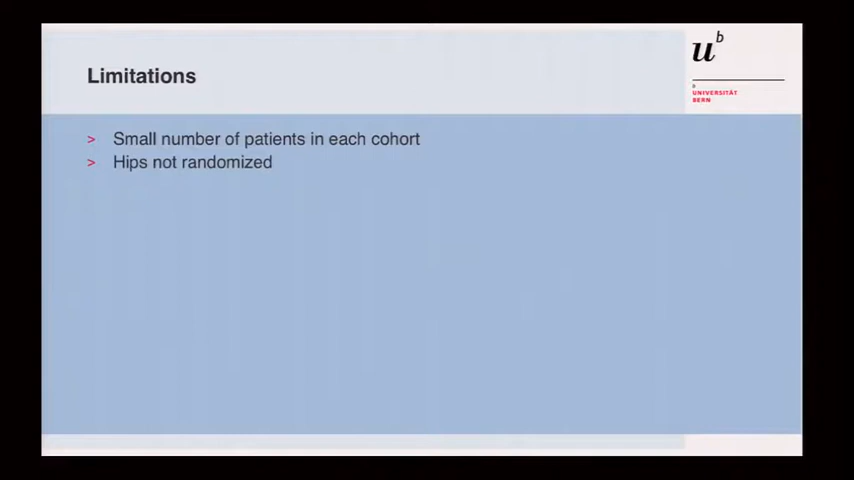 Limitations
u b
b
UNIVERSITÄT
BERN
> Small number of patients in each cohort
> Hips not randomized